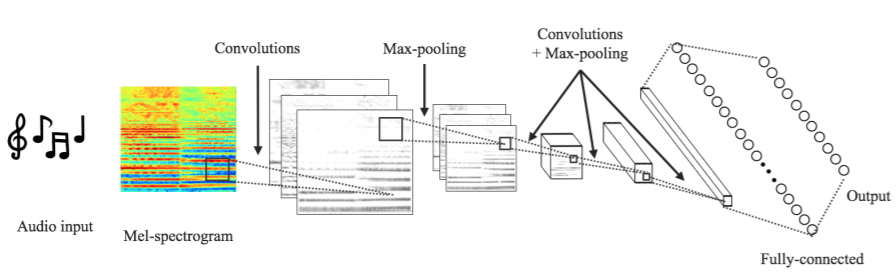 Convolutions
Max-pooling
Convolutions
+ Max-pooling
Audio input
Mel-spectrogram
Output
Fully-connected